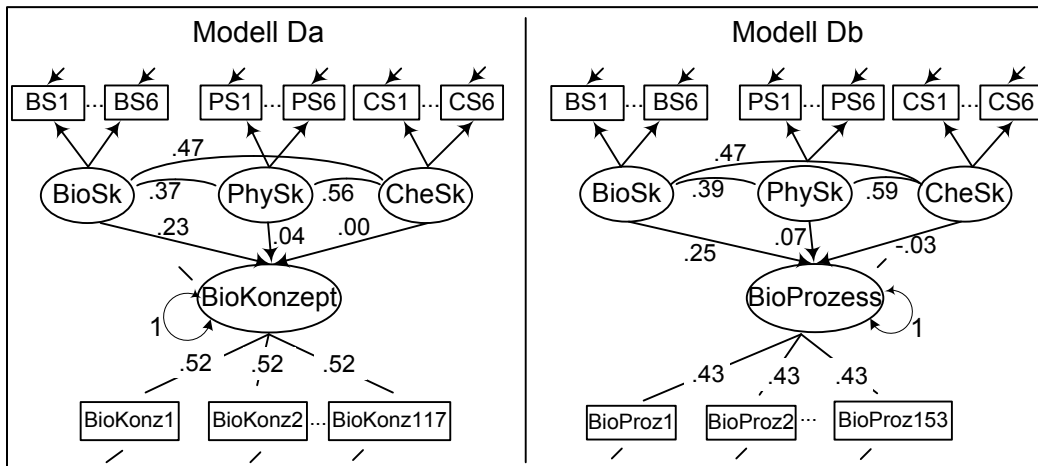 Modell Da
BS1 ... BS6 PS1 ... PS6 CS1 ... CS6
.47
BioSk .37 PhySk .56 CheSk
.23 .04 .00
BioKonzept
1
.52 .52 .52
BioKonz1 BioKonz2 ... BioKonz117
Modell Db
BS1 ... BS6 PS1 ... PS6 CS1 ... CS6
.47
BioSk .39 PhySk .59 CheSk
.25 .07 -.03
BioProzess
1
.43 .43 .43
BioProz1 BioProz2 ... BioProz153